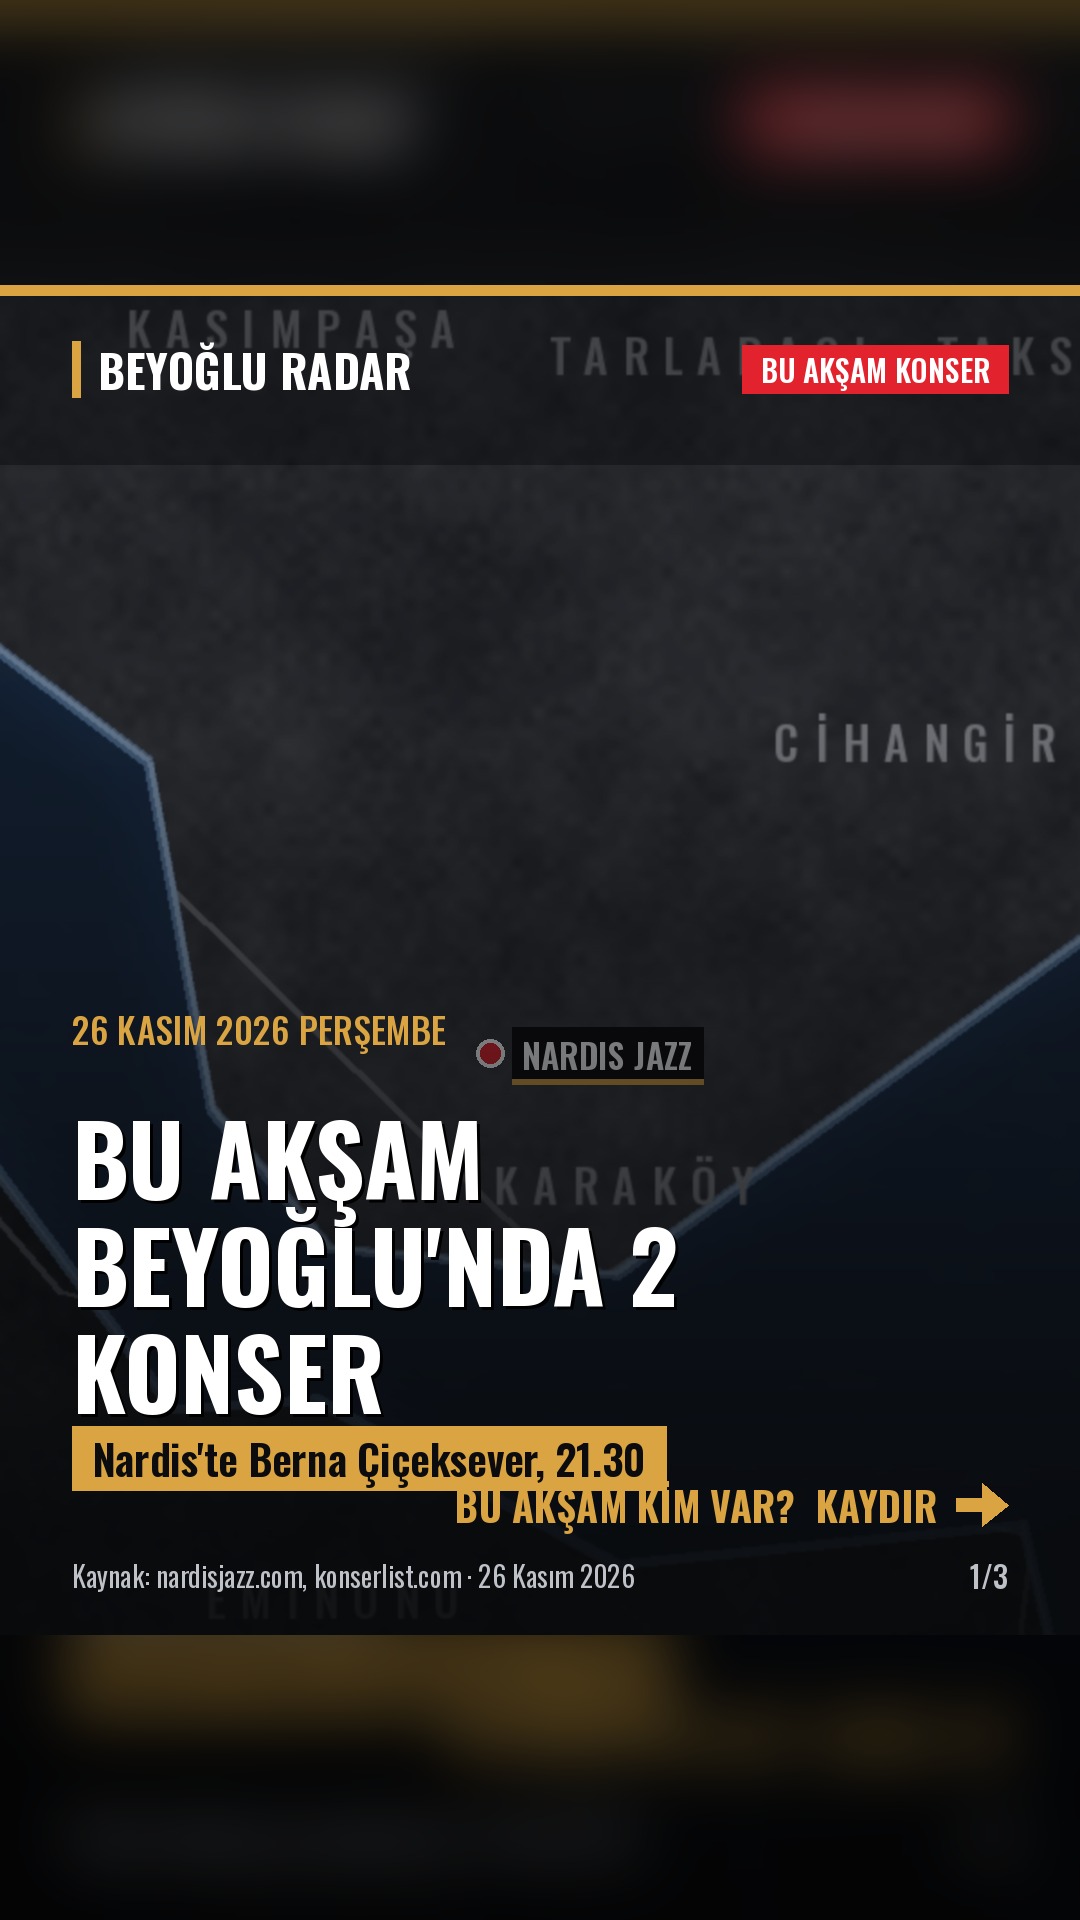 KASIMPAŞA
BEYOĞLU RADAR
BU AKŞAM KONSER
CİHANGİR
26 KASIM 2026 PERŞEMBE
NARDIS JAZZ
KARAKÖY
BU AKŞAM
BEYOĞLU'NDA 2
KONSER
Nardis'te Berna Çiçeksever, 21.30
BU AKŞAM KİM VAR? KAYDIR
Kaynak: nardisjazz.com, konserlist.com · 26 Kasım 2026
1/3
EMİNÖNÜ